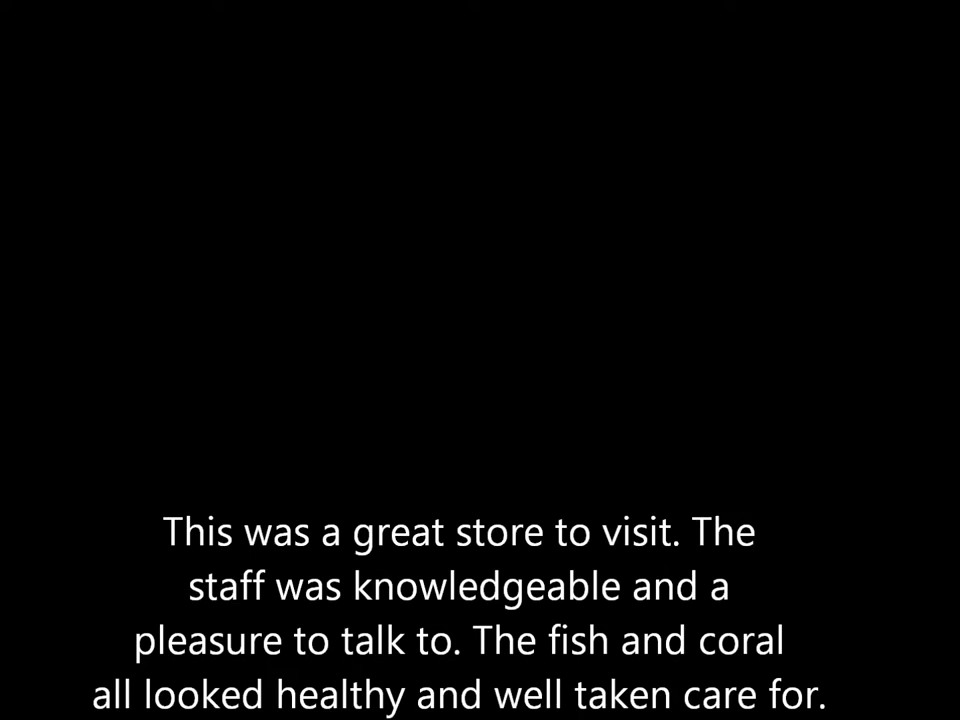 This was a great store to visit. The
staff was knowledgeable and a
pleasure to talk to. The fish and coral
all looked healthy and well taken care for.